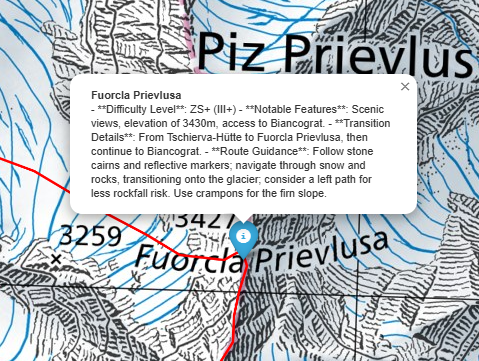 Piz Prievlus
Fuorcla Prievlusa
- **Difficulty Level**: ZS+ (III+) - **Notable Features**: Scenic
views, elevation of 3430m, access to Biancograt. - **Transition
Details**: From Tschierva-Hütte to Fuorcla Prievlusa, then
continue to Biancograt. - **Route Guidance**: Follow stone
cairns and reflective markers; navigate through snow and
rocks, transitioning onto the glacier; consider a left path for
less rockfall risk. Use crampons for the firn slope.
3427
3259
Fuorcla Prievlusa